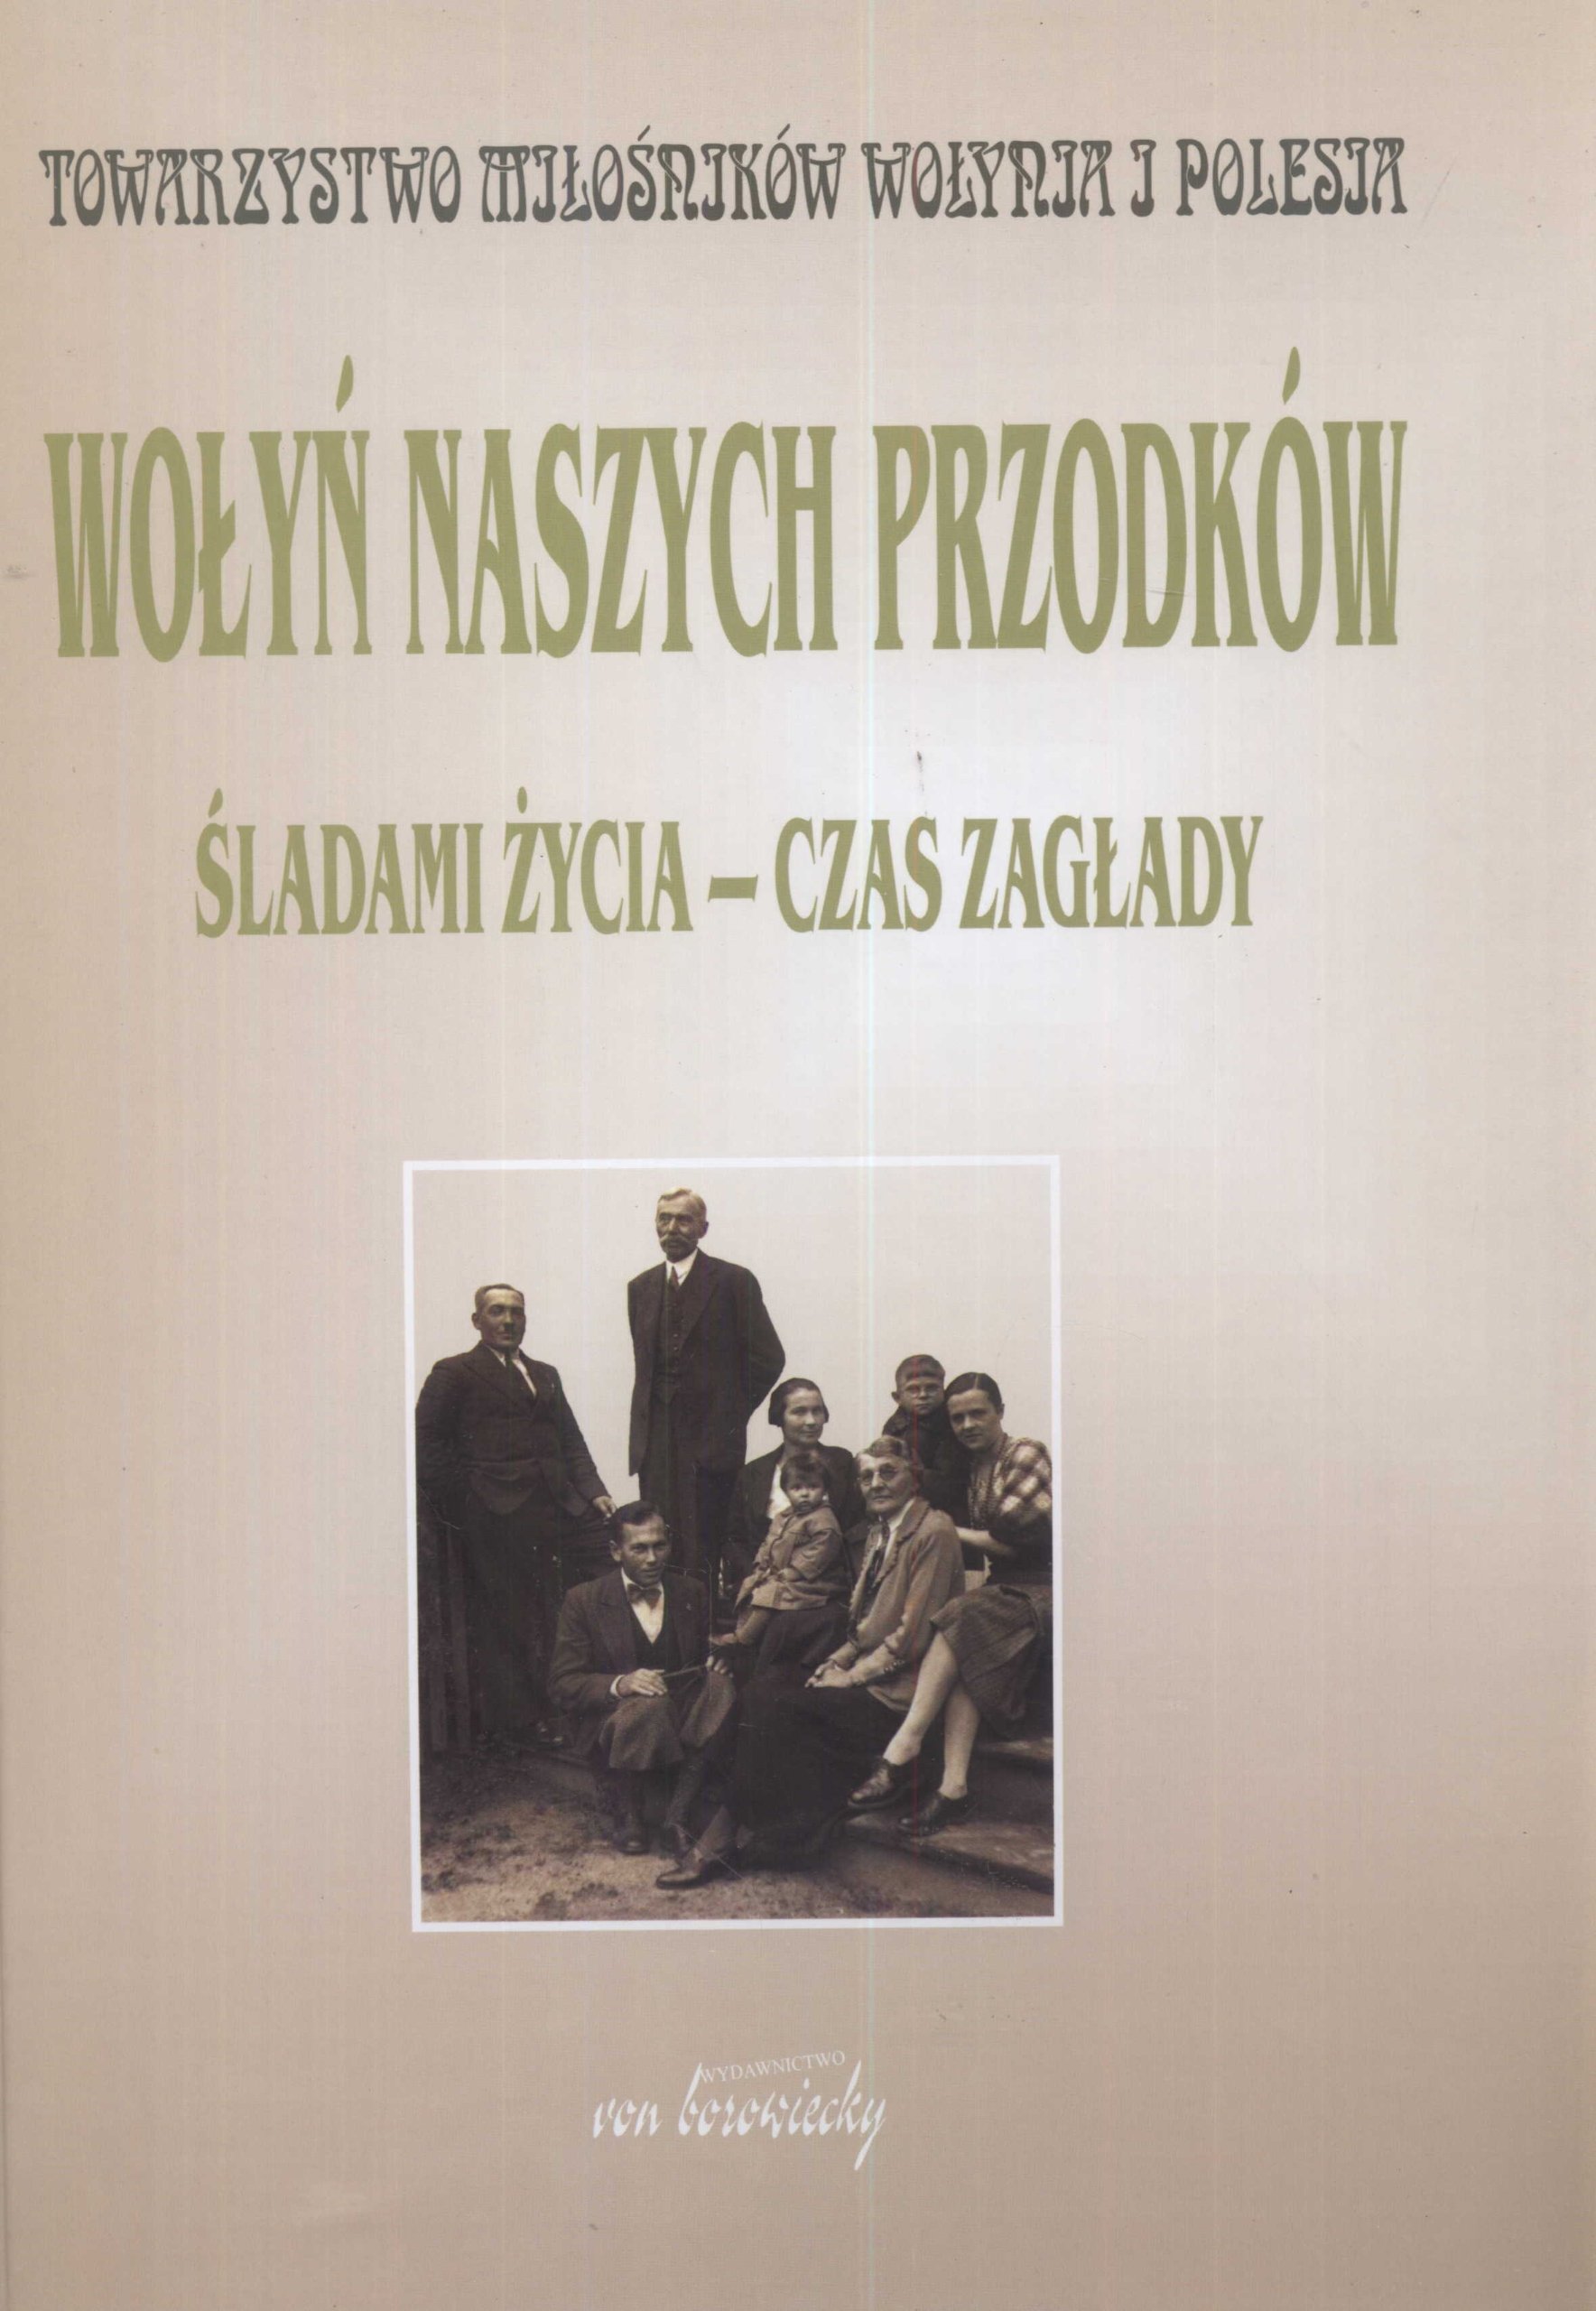 TOWARZYSTWO MIŁOŚNIKÓW WOŁYNIA I POLESIA
WOŁYŃ NASZYCH PRZODKÓW
ŚLADAMI ŻYCIA – CZAS ZAGŁADY
WYDAWNICTWO
von borowiecky